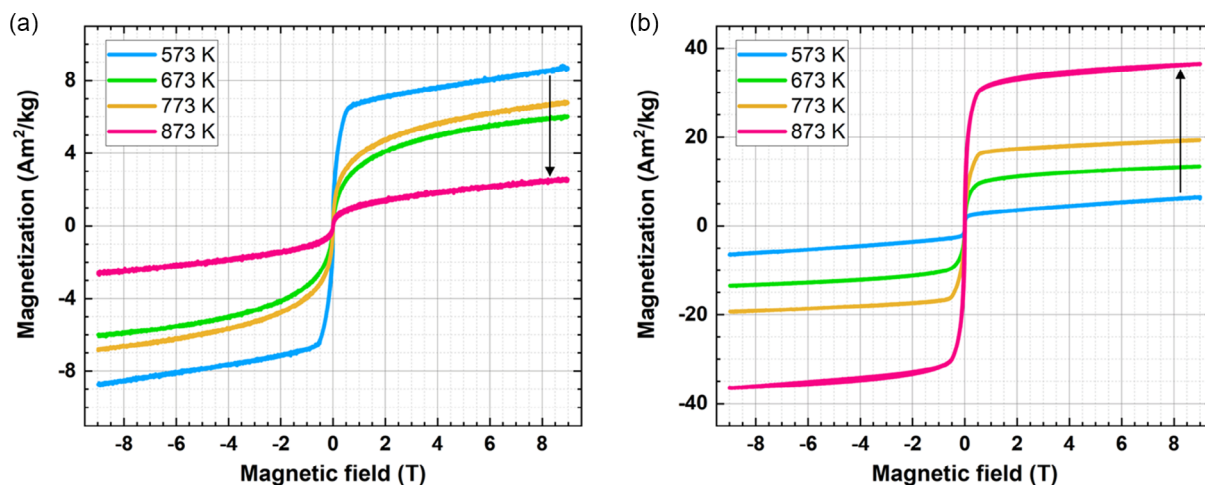 (a)
573 K
673 K
773 K
873 K
8
4
0
-4
-8
-8 -6 -4 -2 0 2 4 6 8
Magnetization (Am²/kg)
Magnetic field (T)
(b)
573 K
673 K
773 K
873 K
40
20
0
-20
-40
-8 -6 -4 -2 0 2 4 6 8
Magnetization (Am²/kg)
Magnetic field (T)